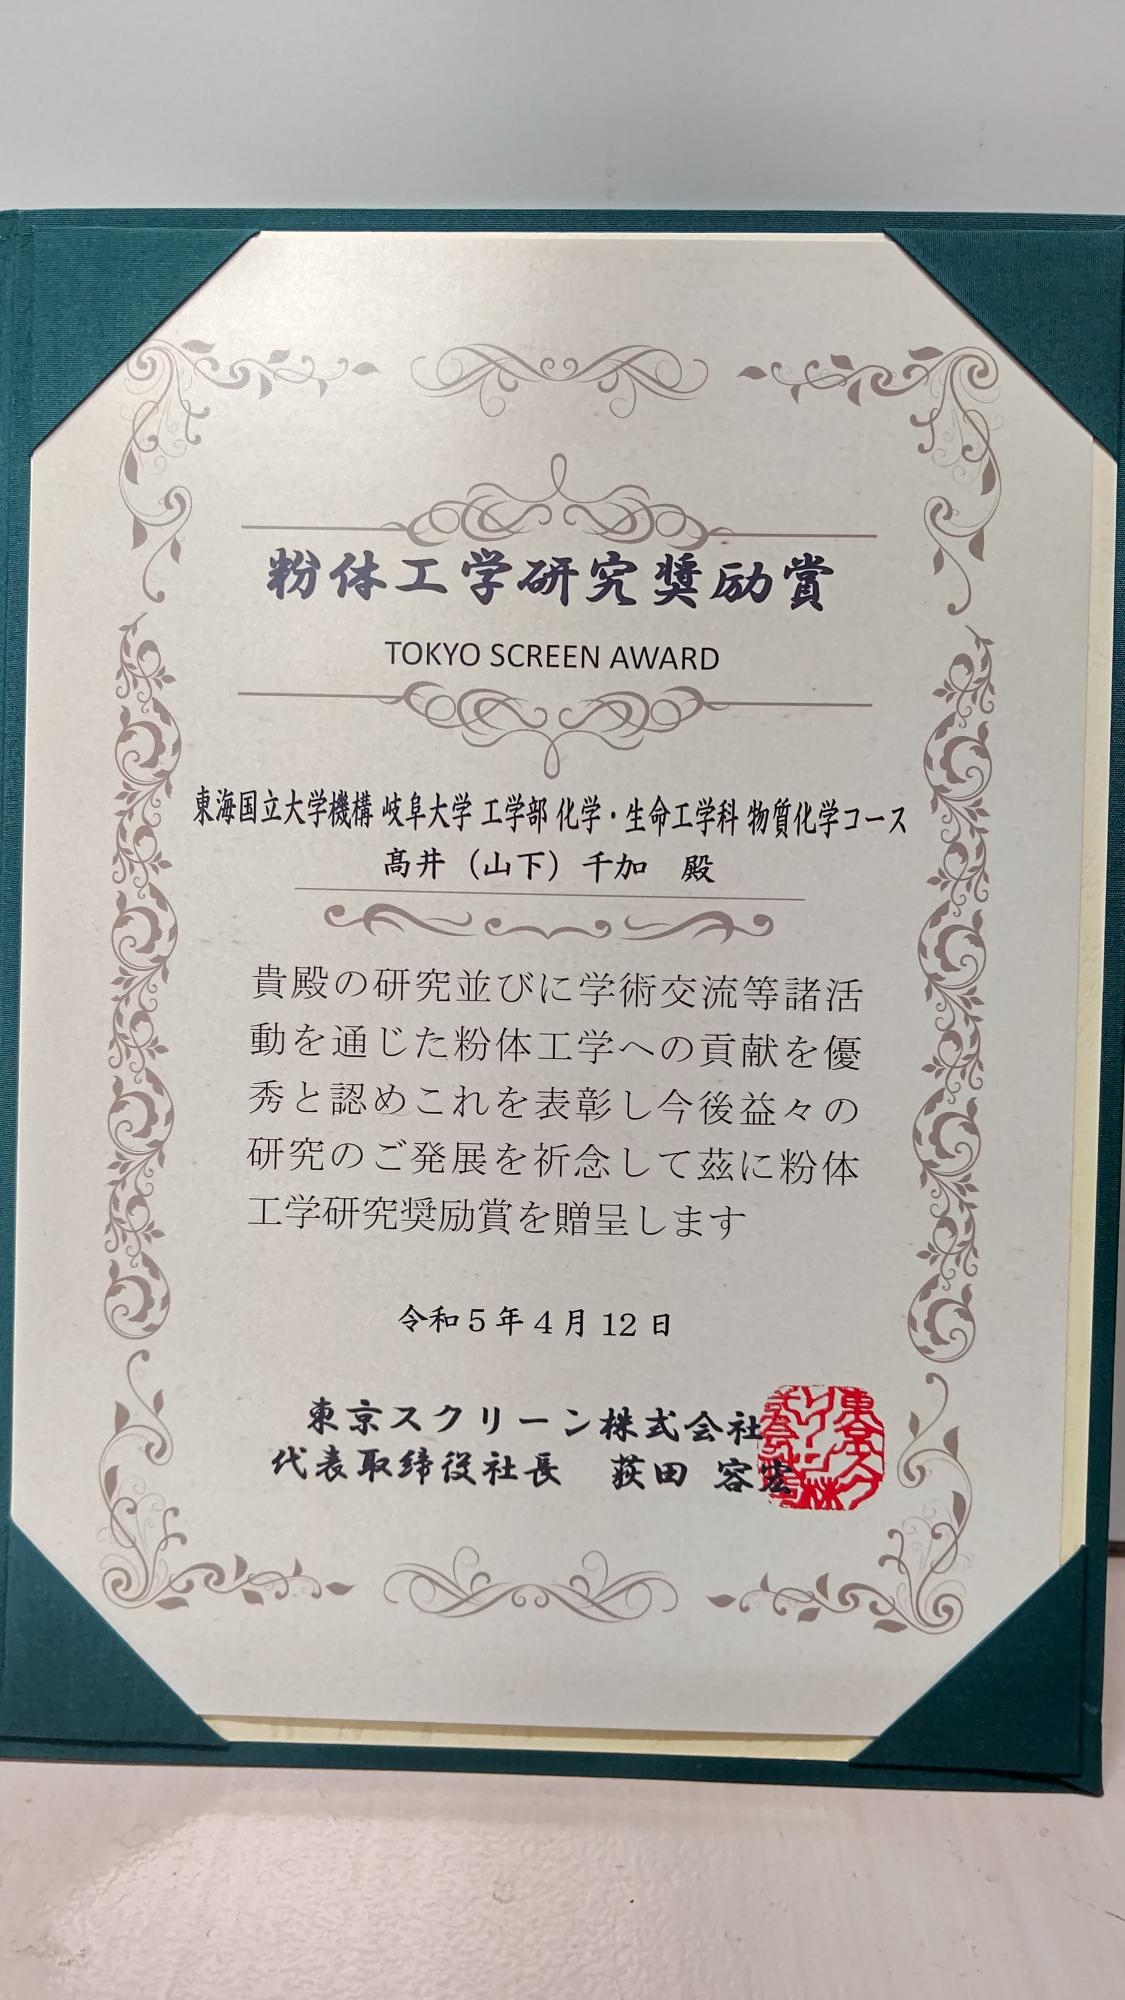 粉体工学研究奨励賞
TOKYO SCREEN AWARD
東海国立大学機構 岐阜大学 工学部 化学・生命工学科 物質化学コース
髙井（山下）千加　殿
貴殿の研究並びに学術交流等諸活
動を通じた粉体工学への貢献を優
秀と認めこれを表彰し今後益々の
研究のご発展を祈念して茲に粉体
工学研究奨励賞を贈呈します
令和５年４月 12 日
東京スクリーン株式会社
代表取締役社長　荻田 容宏